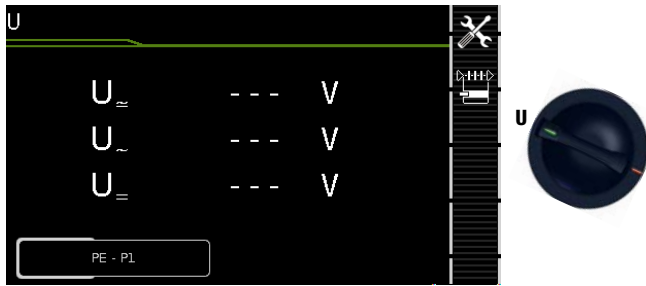 U
U≃ --- V
U~ --- V
U= --- V
PE - P1
U